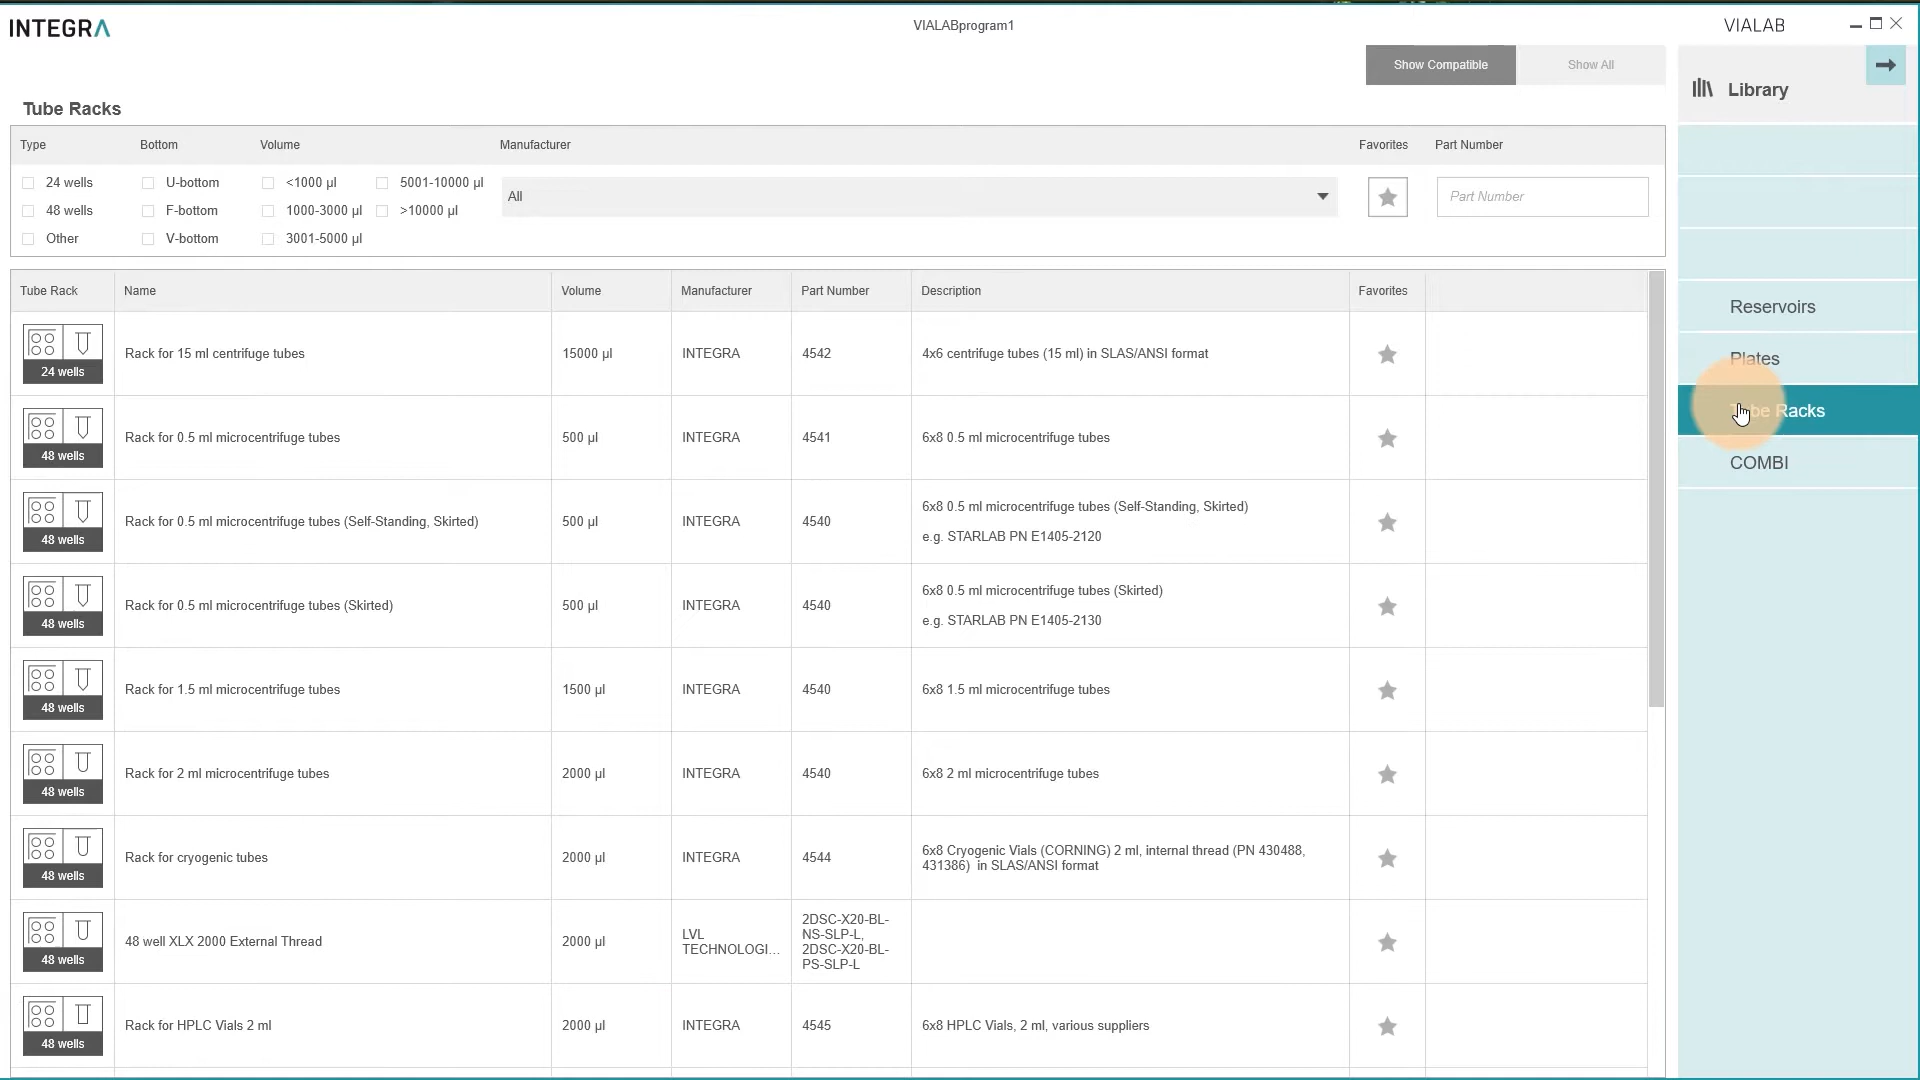 INTEGRA
VIALABprogram1
VIALAB
Show Compatible
Show All
Library
Tube Racks
Type
Bottom
Volume
Manufacturer
Favorites
Part Number
24 wells
U-bottom
<1000 µl
5001-10000 µl
All
Part Number
48 wells
F-bottom
1000-3000 µl
>10000 µl
Other
V-bottom
3001-5000 µl
Reservoirs
Plates
Tube Racks
COMBI
Tube Rack
Name
Volume
Manufacturer
Part Number
Description
Favorites
24 wells
Rack for 15 ml centrifuge tubes
15000 µl
INTEGRA
4542
4x6 centrifuge tubes (15 ml) in SLAS/ANSI format
48 wells
Rack for 0.5 ml microcentrifuge tubes
500 µl
INTEGRA
4541
6x8 0.5 ml microcentrifuge tubes
48 wells
Rack for 0.5 ml microcentrifuge tubes (Self-Standing, Skirted)
500 µl
INTEGRA
4540
6x8 0.5 ml microcentrifuge tubes (Self-Standing, Skirted)
e.g. STARLAB PN E1405-2120
48 wells
Rack for 0.5 ml microcentrifuge tubes (Skirted)
500 µl
INTEGRA
4540
6x8 0.5 ml microcentrifuge tubes (Skirted)
e.g. STARLAB PN E1405-2130
48 wells
Rack for 1.5 ml microcentrifuge tubes
1500 µl
INTEGRA
4540
6x8 1.5 ml microcentrifuge tubes
48 wells
Rack for 2 ml microcentrifuge tubes
2000 µl
INTEGRA
4540
6x8 2 ml microcentrifuge tubes
48 wells
Rack for cryogenic tubes
2000 µl
INTEGRA
4544
6x8 Cryogenic Vials (CORNING) 2 ml, internal thread (PN 430488,
431386) in SLAS/ANSI format
48 wells
48 well XLX 2000 External Thread
2000 µl
LVL
TECHNOLOGI...
2DSC-X20-BL-
NS-SLP-L,
2DSC-X20-BL-
PS-SLP-L
48 wells
Rack for HPLC Vials 2 ml
2000 µl
INTEGRA
4545
6x8 HPLC Vials, 2 ml, various suppliers